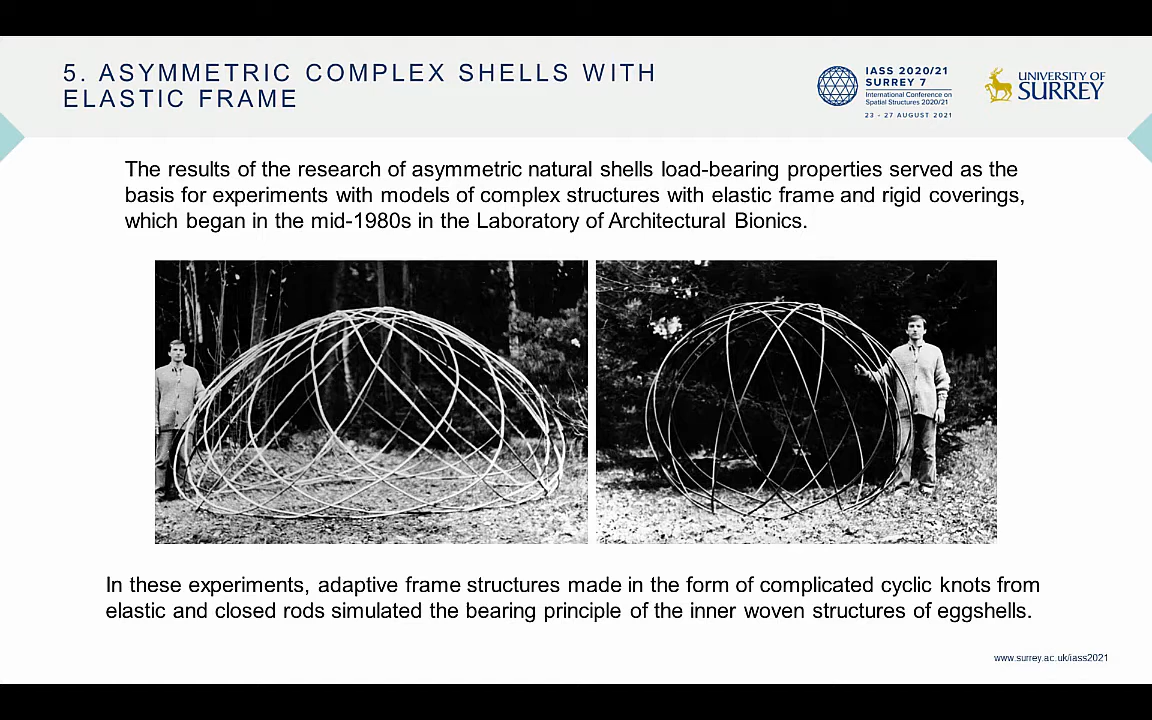 5. ASYMMETRIC COMPLEX SHELLS WITH
ELASTIC FRAME
IASS 2020/21
SURREY 7
International Conference on
Spatial Structures 2020/21
23 - 27 AUGUST 2021
UNIVERSITY OF
SURREY
The results of the research of asymmetric natural shells load-bearing properties served as the
basis for experiments with models of complex structures with elastic frame and rigid coverings,
which began in the mid-1980s in the Laboratory of Architectural Bionics.
In these experiments, adaptive frame structures made in the form of complicated cyclic knots from
elastic and closed rods simulated the bearing principle of the inner woven structures of eggshells.
www.surrey.ac.uk/iass2021